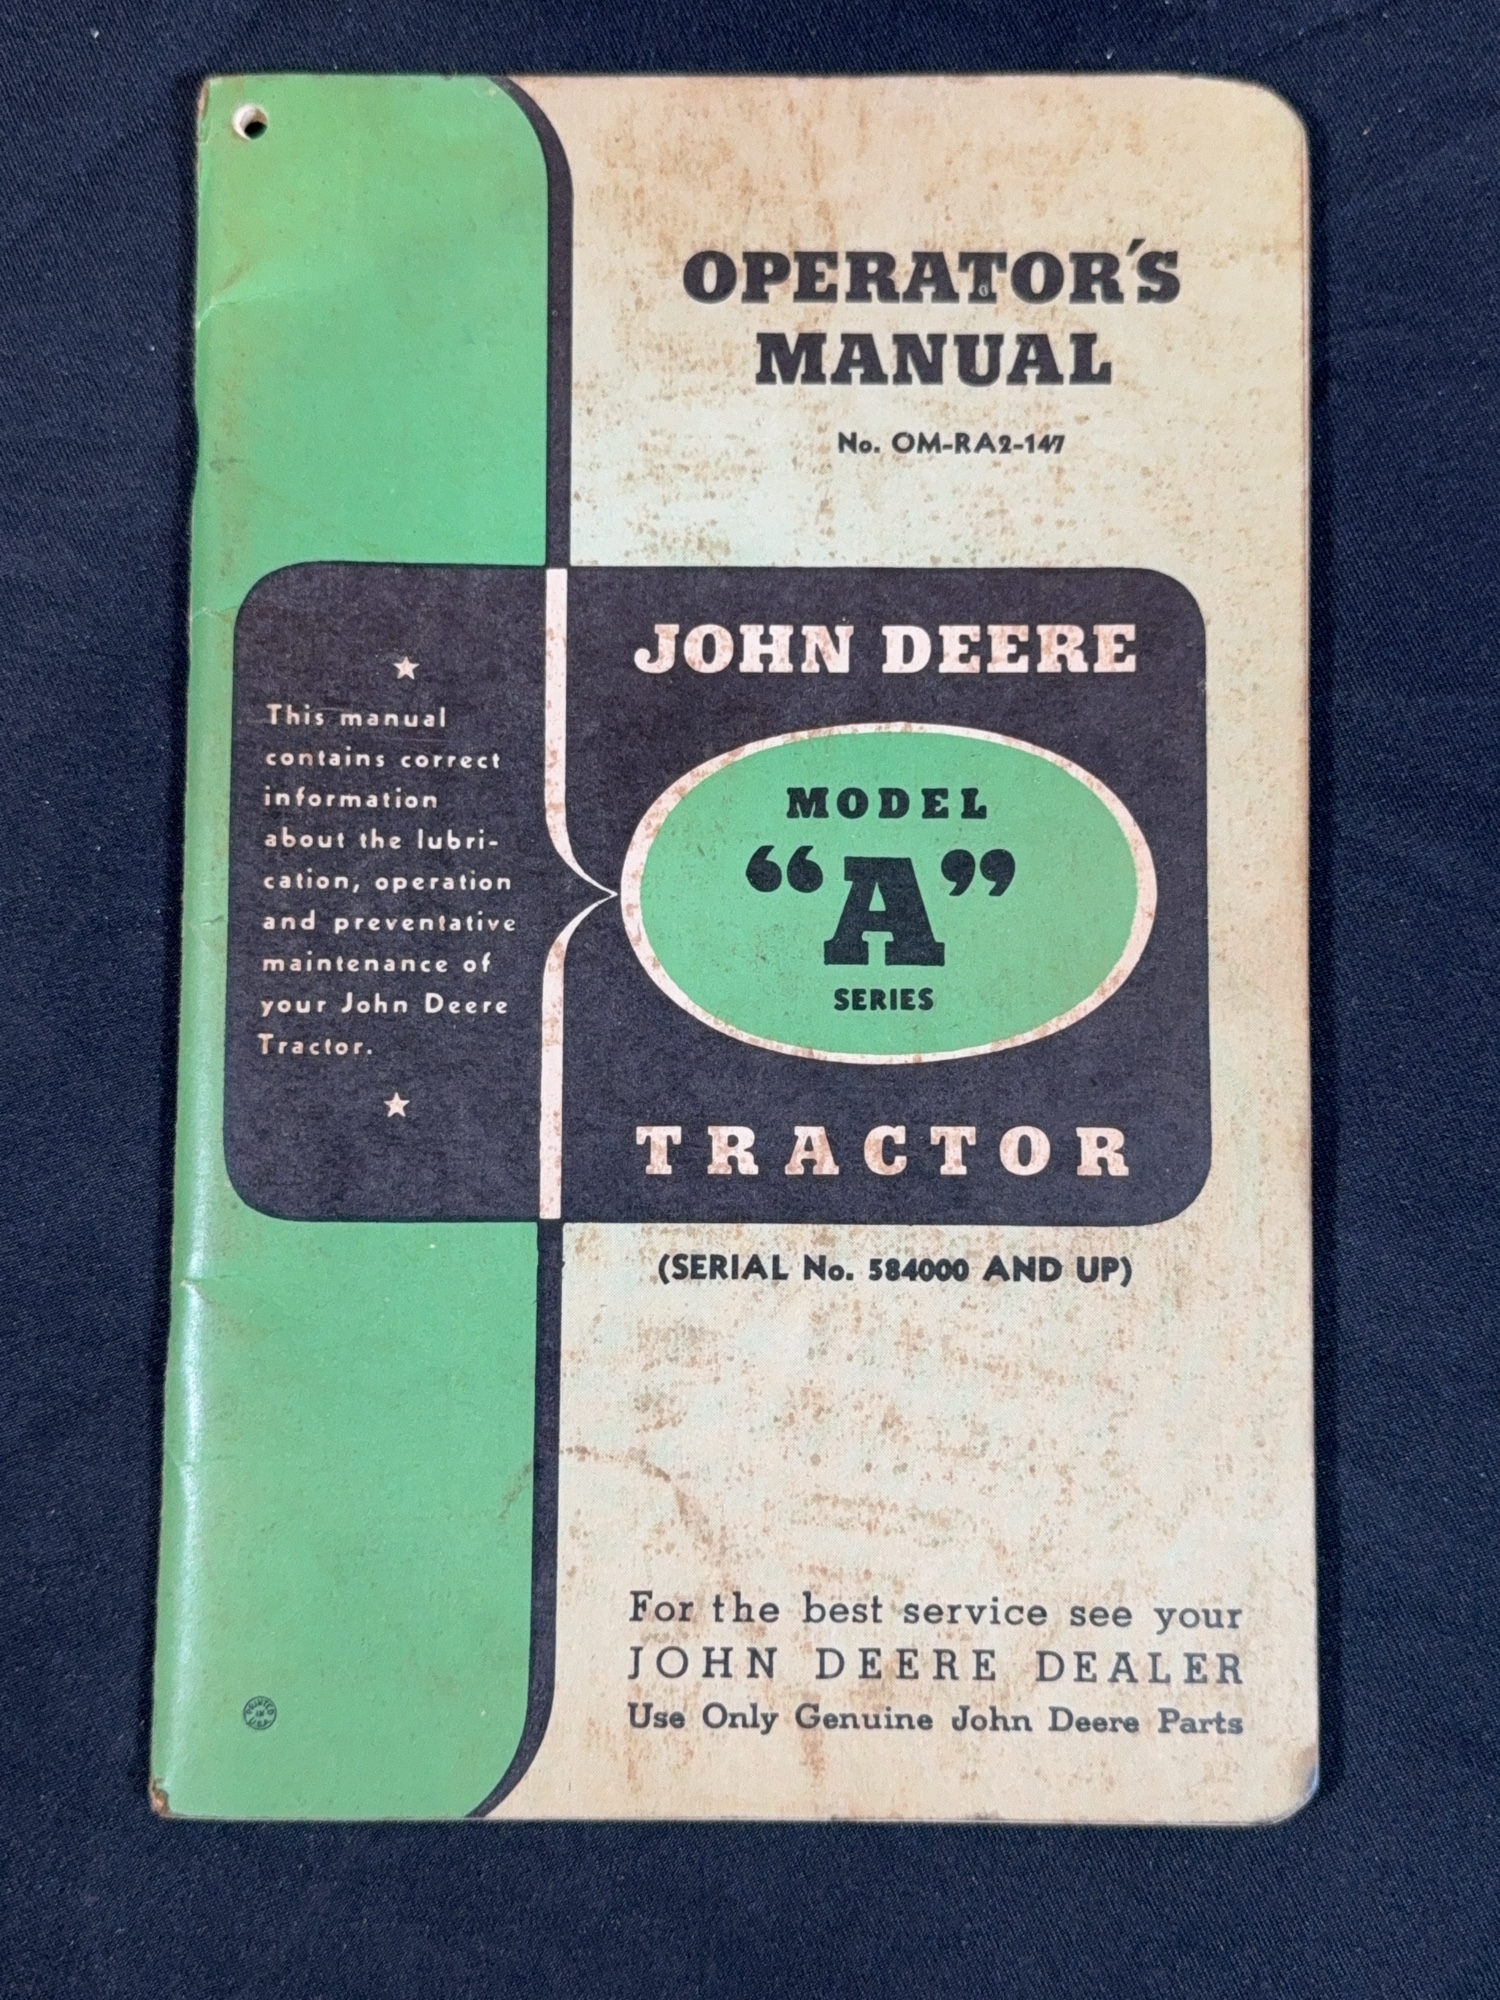 OPERATOR'S
MANUAL
No. OM-RA2-147
JOHN DEERE
MODEL
“A”
SERIES
TRACTOR
(SERIAL No. 584000 AND UP)
This manual
contains correct
information
about the lubri-
cation, operation
and preventative
maintenance of
your John Deere
Tractor.
For the best service see your
JOHN DEERE DEALER
Use Only Genuine John Deere Parts
PRINTED
IN
U.S.A.